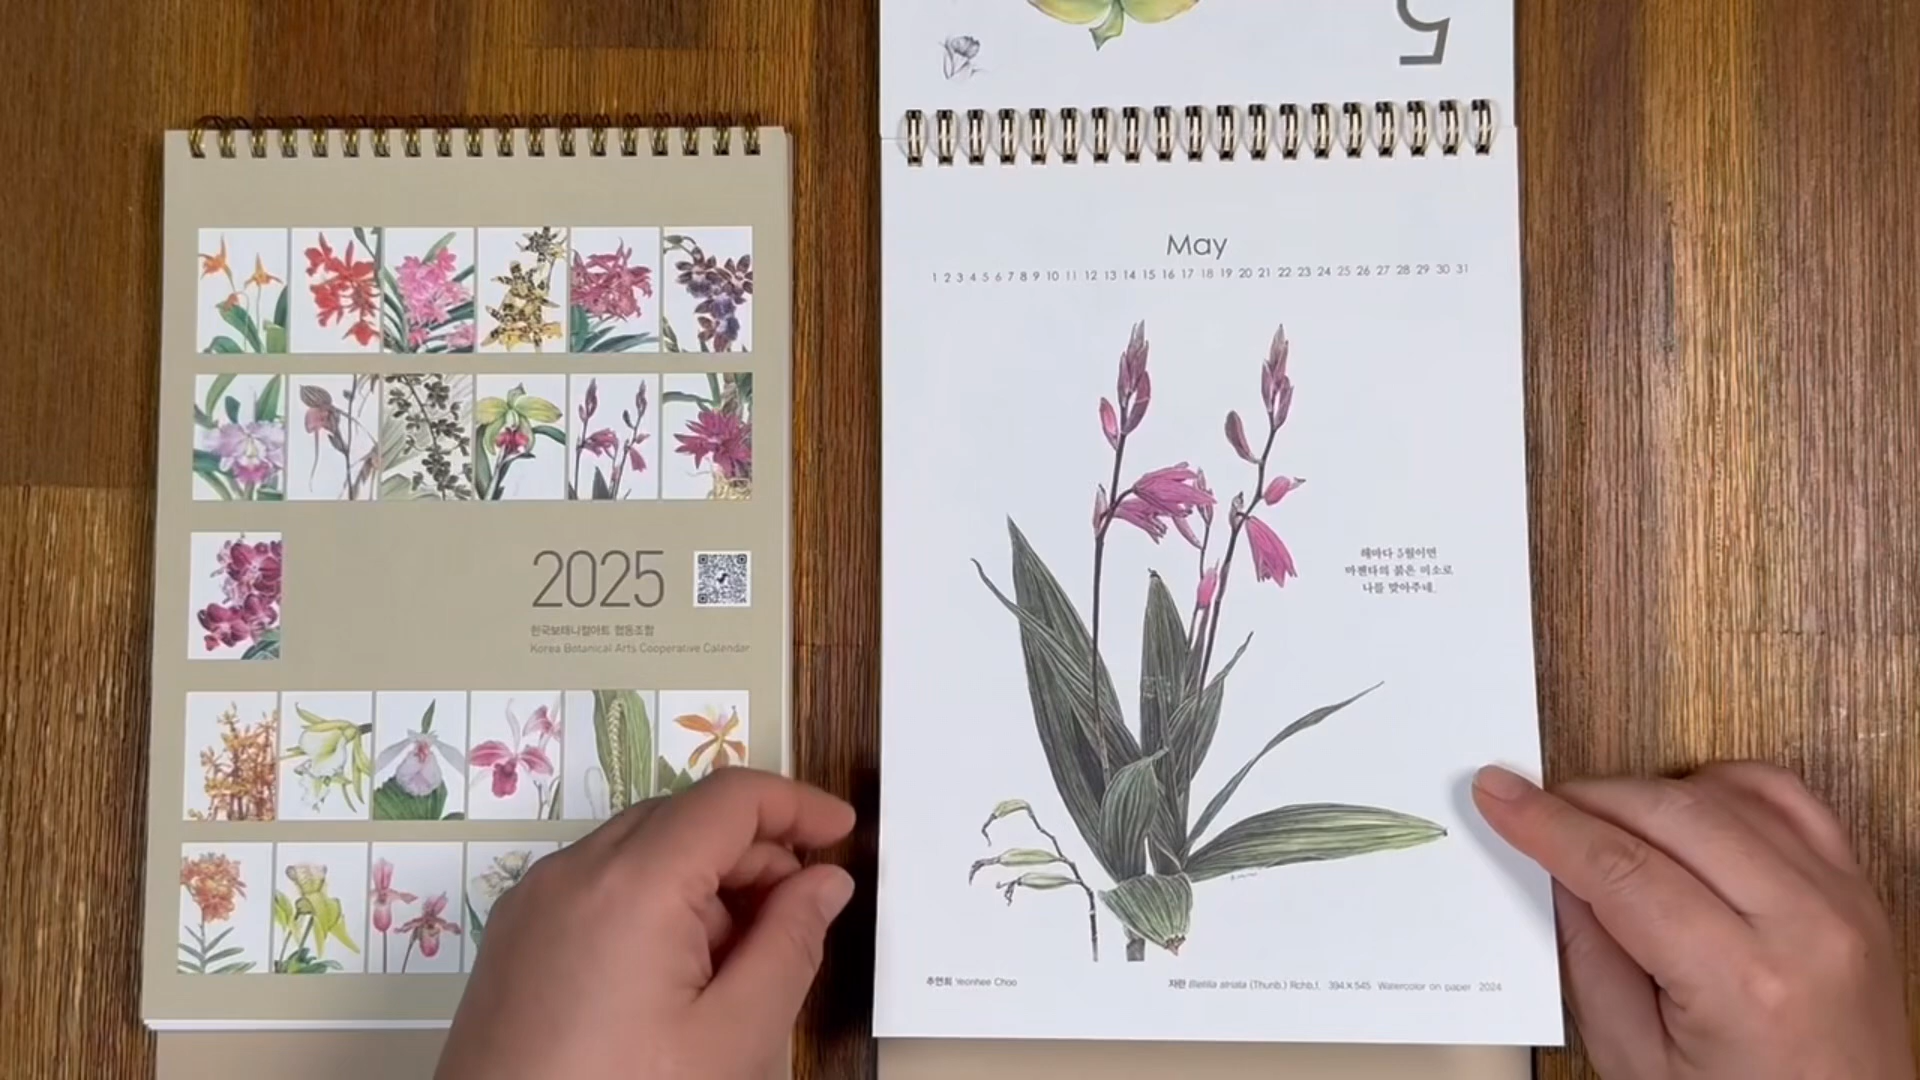 2025
한국보태니컬아트 협동조합
Korea Botanical Arts Cooperative Calendar
5
May
1 2 3 4 5 6 7 8 9 10 11 12 13 14 15 16 17 18 19 20 21 22 23 24 25 26 27 28 29 30 31
해마다 5월이면
마젠타의 붉은 미소로
나를 맞아주네.
추연희 Yeonhee Choo
자란 Bletilla striata (Thunb.) Rchb.f. 394×545 Watercolor on paper 2024